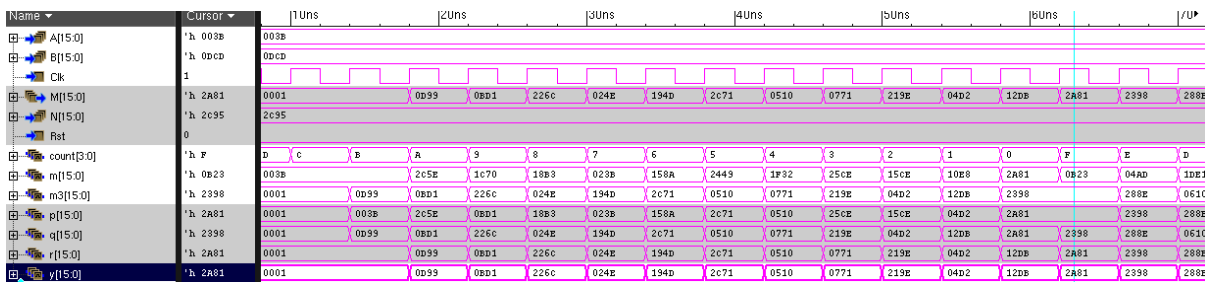 Name Cursor 10ns 20ns 30ns 40ns 50ns 60ns 70
A[15:0] 'h 003B 003B
B[15:0] 'h 0DCD 0DCD
Clk 1
M[15:0] 'h 2A81 0001 0D99 0BD1 226C 024E 194D 2C71 0510 0771 219E 04D2 12DB 2A81 2398 288E
N[15:0] 'h 2C95 2C95
Rst 0
count[3:0] 'h F D C B A 9 8 7 6 5 4 3 2 1 0 F E D
m[15:0] 'h 0B23 003B 2C5E 1C70 18B3 023B 158A 2449 1F32 25CE 15CE 10E8 2A81 0B23 04AD 1DE1
m3[15:0] 'h 2398 0001 0D99 0BD1 226C 024E 194D 2C71 0510 0771 219E 04D2 12DB 2398 288E 0610
p[15:0] 'h 2A81 0001 003B 2C5E 0BD1 18B3 023B 158A 2C71 0510 25CE 15CE 04D2 2A81 2398 288E
q[15:0] 'h 2398 0001 0D99 0BD1 226C 024E 194D 2C71 0510 0771 219E 04D2 12DB 2A81 2398 288E 0610
r[15:0] 'h 2A81 0001 0D99 0BD1 226C 024E 194D 2C71 0510 0771 219E 04D2 12DB 2A81 2398 288E
y[15:0] 'h 2A81 0001 0D99 0BD1 226C 024E 194D 2C71 0510 0771 219E 04D2 12DB 2A81 2398 288E